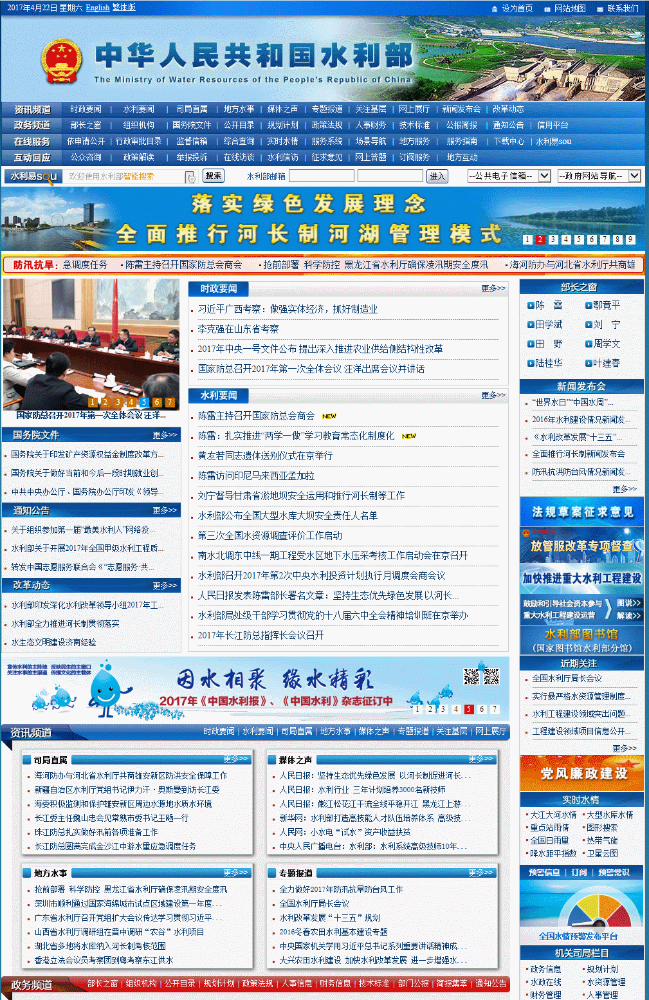 2017年4月22日 星期六 English 繁体版 设为首页 网站地图 联系我们
中华人民共和国水利部
The Ministry of Water Resources of the People's Republic of China
资讯频道 时政要闻 | 水利要闻 | 司局直属 | 地方水事 | 媒体之声 | 专题报道 | 关注基层 | 网上展厅 | 新闻发布会 | 改革动态
政务频道 部长之窗 | 组织机构 | 国务院文件 | 公开目录 | 规划计划 | 政策法规 | 人事财务 | 技术标准 | 公报简报 | 通知公告 | 信用平台
在线服务 依申请公开 | 行政审批目录 | 监督信箱 | 综合查询 | 实时水情 | 服务系统 | 场景导航 | 地方服务 | 服务指南 | 下载中心 | 水利易sou
互动回应 公众咨询 | 政策解读 | 举报投诉 | 在线访谈 | 水利信访 | 征求意见 | 网上答题 | 订阅服务 | 地方互动
水利易sou 欢迎使用水利部智能搜索 搜索 水利部邮箱 进入 --公共电子信箱-- --政府网站导航--
落实绿色发展理念
全面推行河长制河湖管理模式
1 2 3 4 5 6 7 8 9
防汛抗旱： 急调度任务 ·陈雷主持召开国家防总会商会 ·抢前部署 科学防控 黑龙江省水利厅确保凌汛期安全度汛 ·海河防办与河北省水利厅共商雄
1 2 3 4 5 6 7
国家防总召开2017年第一次全体会议 汪洋...
国务院文件 更多>>
国务院关于印发矿产资源权益金制度改革方...
国务院关于做好当前和今后一段时期就业创...
中共中央办公厅、国务院办公厅印发《领导...
通知公告 更多>>
关于组织参加第一届“最美水利人”网络投...
水利部关于开展2017年全国甲级水利工程质...
转发中国志愿服务联合会《“志愿服务·共...
改革动态 更多>>
水利部印发深化水利改革领导小组2017年工...
水利部全力推进河长制贯彻落实
水生态文明建设济南经验
时政要闻 更多>>
习近平广西考察：做强实体经济，抓好制造业
李克强在山东省考察
2017年中央一号文件公布 提出深入推进农业供给侧结构性改革
国家防总召开2017年第一次全体会议 汪洋出席会议并讲话
水利要闻 更多>>
陈雷主持召开国家防总会商会 NEW
陈雷：扎实推进“两学一做”学习教育常态化制度化 NEW
黄友若同志遗体送别仪式在京举行
陈雷访问印尼马来西亚孟加拉
刘宁督导甘肃省淤地坝安全运用和推行河长制等工作
水利部公布全国大型水库大坝安全责任人名单
第三次全国水资源调查评价工作启动
南水北调东中线一期工程受水区地下水压采考核工作启动会在京召开
水利部召开2017年第2次中央水利投资计划执行月调度会商会议
人民日报发表陈雷部长署名文章：坚持生态优先绿色发展 以河长...
水利部局处级干部学习贯彻党的十八届六中全会精神培训班在京举办
2017年长江防总指挥长会议召开
部长之窗
陈 雷 鄂竟平
田学斌 刘 宁
田 野 周学文
陆桂华 叶建春
新闻发布会
“世界水日”“中国水周”...
2016年水利建设情况新闻发...
《水利改革发展“十三五”...
全面推行河长制新闻发布会
防汛抗洪防台风情况新闻发...
更多>>
法规草案征求意见
放管服改革专项督查
加快推进重大水利工程建设
鼓励和引导社会资本参与 图说>>
重大水利工程建设运营 解读>>
水利部图书馆
（国家图书馆水利部分馆）
近期关注
全国水利厅局长会议
实行最严格水资源管理制度...
水利工程建设领域突出问题...
工程建设领域项目信息公开...
更多>>
党风廉政建设
实时水情
大江大河水情 大型水库水情
重点站雨情 图形搜索
全国日雨量 热带气旋
降水距平指数 卫星云图
预警信息 | 订阅 | 预警常识
全国水情预警发布平台
机关司局栏目
政务信息 规划计划
水政在线 水资源管理
财务管理 人事管理
宣传水利的主阵地 反映民生的主窗口
关注水事的主渠道 传播文化的主载体
因水相聚 缘水精彩
2017年《中国水利报》、《中国水利》杂志征订中
1 2 3 4 5 6 7
资讯频道 时政要闻 | 水利要闻 | 司局直属 | 地方水事 | 媒体之声 | 专题报道 | 关注基层 | 网上展厅
司局直属 更多>>
海河防办与河北省水利厅共商雄安新区防洪安全保障工作
新疆自治区水利厅党组书记伊力汗·奥斯曼到访长江委
海委积极监测和保护雄安新区周边水源地水质水环境
长江委主任魏山忠会见常熟市委书记王飏一行
珠江防总扎实做好汛前各项准备工作
长江防总圆满完成金沙江中游水量应急调度任务
媒体之声 更多>>
人民日报：坚持生态优先绿色发展 以河长制促进河长...
人民日报：水利行业 三年计划培养3000名新技师
人民日报：嫩江松花江干流全线平稳开江 黑龙江上游...
新华网：水利部打造高技能人才队伍培养体系 高级技...
人民网：小水电“试水”资产收益扶贫
中央人民广播电台：水利部：水利系统高级技师10年...
地方水事 更多>>
抢前部署 科学防控 黑龙江省水利厅确保凌汛期安全度汛
深圳市顺利通过国家海绵城市试点区域建设第一年度...
广东省水利厅召开党组扩大会议传达学习贯彻习近平...
山西省水利厅调研组在晋中调研“农谷”水利项目
湖北省多地将水库纳入河长制考核范围
香港立法会议员考察团到粤考察东江供水
专题报道 更多>>
全力做好2017年防汛抗旱防台风工作
全国水利厅局长会议
水利改革发展“十三五”规划
2016冬春农田水利基本建设专题
中央国家机关学用习近平总书记系列重要讲话精神成...
大兴农田水利建设 加快水利改革发展 进一步增强水...
政务频道 部长之窗 | 组织机构 | 公开目录 | 规划计划 | 政策法规 | 人事信息 | 财务信息 | 技术标准 | 部门公报 | 简报集萃 | 通知公告